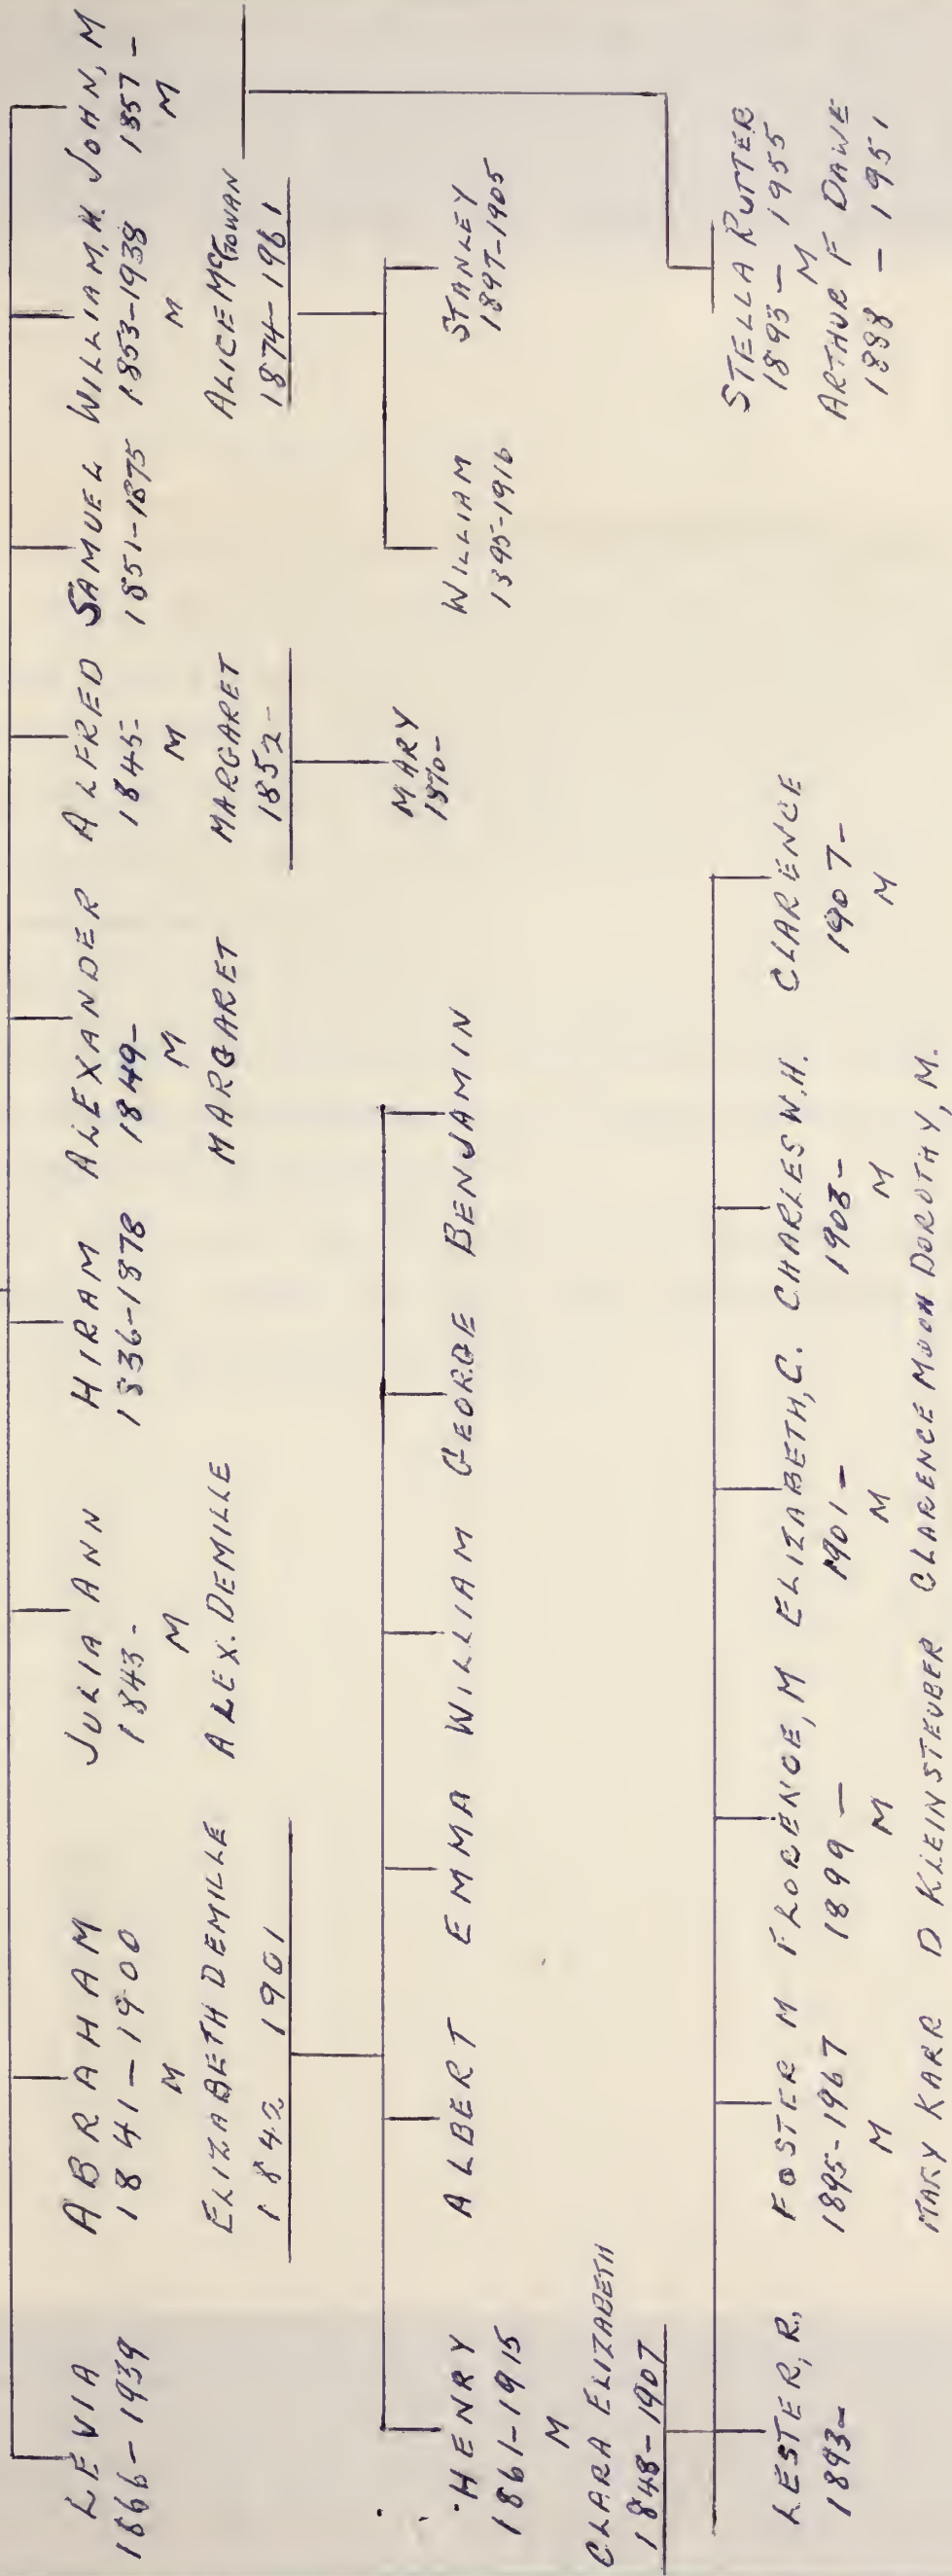 LEVIA
1866-1939
ABRAHAM
1841-1900
M
ELIZABETH DEMILLE
1842 1901
JULIA ANN
1843-
M
ALEX. DEMILLE
HIRAM
1836-1878
ALEXANDER
1849-
M
MARGARET
ALFRED
1845-
M
MARGARET
1852-
SAMUEL
1851-1875
WILLIAM, H.
1853-1938
M
ALICE McGOWAN
1874-1961
JOHN, M
1857-
M
HENRY
1861-1915
M
CLARA ELIZABETH
1848-1907
ALBERT
EMMA
WILLIAM
GEORGE
BENJAMIN
MARY
1870-
WILLIAM
1895-1916
STANLEY
1897-1905
LESTER, R.,
1893-
FOSTER M
1895-1967
M
MARY KARR
FLORENCE, M
1899-
M
D KLEINSTEUBER
ELIZABETH, C.
1901-
M
CLARENCE MOON
CHARLES W.H.
1903-
M
DOROTHY, M.
CLARENCE
1907-
M
STELLA RUTTER
1893-1955
M
ARTHUR F DAWE
1888-1951